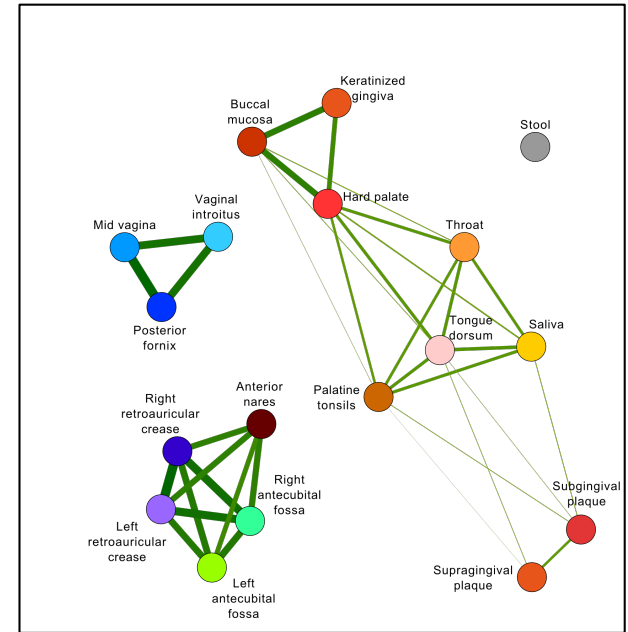 Keratinized
gingiva
Buccal
mucosa
Stool
Hard palate
Vaginal
introitus
Mid vagina
Throat
Posterior
fornix
Tongue
dorsum
Saliva
Palatine
tonsils
Anterior
nares
Right
retroauricular
crease
Right
antecubital
fossa
Left
retroauricular
crease
Left
antecubital
fossa
Subgingival
plaque
Supragingival
plaque